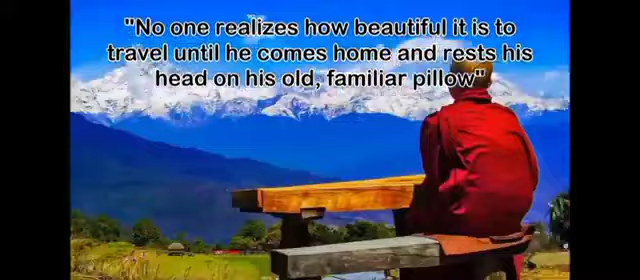 "No one realizes how beautiful it is to
travel until he comes home and rests his
head on his old, familiar pillow"